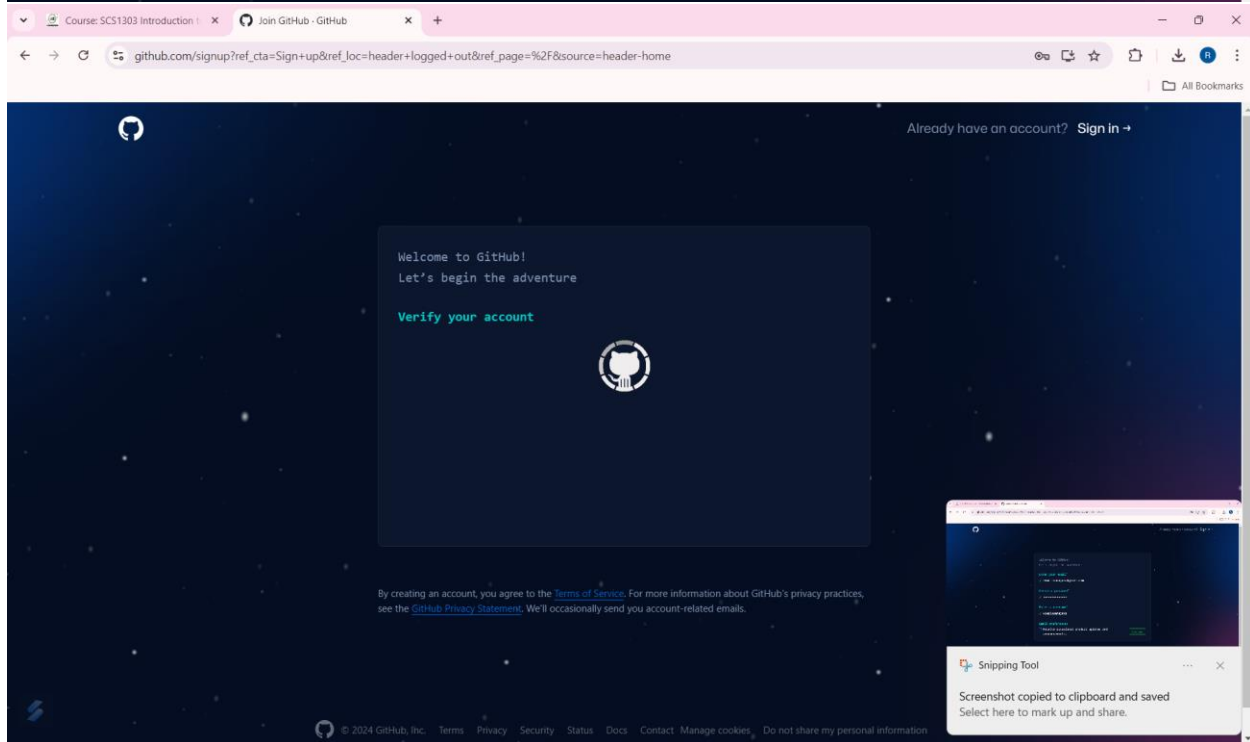 Course: SCS1303 Introduction t
Join GitHub · GitHub
github.com/signup?ref_cta=Sign+up&ref_loc=header+logged+out&ref_page=%2F&source=header-home
B
All Bookmarks
Already have an account? Sign in →
Welcome to GitHub!
Let's begin the adventure
Verify your account
By creating an account, you agree to the Terms of Service. For more information about GitHub's privacy practices,
see the GitHub Privacy Statement. We'll occasionally send you account-related emails.
Snipping Tool
Screenshot copied to clipboard and saved
Select here to mark up and share.
© 2024 GitHub, Inc. Terms Privacy Security Status Docs Contact Manage cookies Do not share my personal information